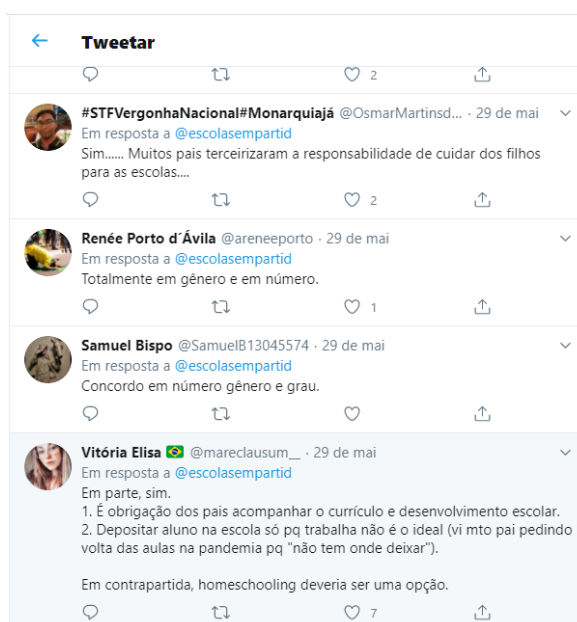 Tweetar
2
#STFVergonhaNacional#Monarquiajá @OsmarMartinsd... · 29 de mai
Em resposta a @escolasempartid
Sim...... Muitos pais terceirizaram a responsabilidade de cuidar dos filhos
para as escolas....
2
Renée Porto d´Ávila @areneeporto · 29 de mai
Em resposta a @escolasempartid
Totalmente em gênero e em número.
1
Samuel Bispo @SamuelB13045574 · 29 de mai
Em resposta a @escolasempartid
Concordo em número gênero e grau.
Vitória Elisa @mareclausum__ · 29 de mai
Em resposta a @escolasempartid
Em parte, sim.
1. É obrigação dos pais acompanhar o currículo e desenvolvimento escolar.
2. Depositar aluno na escola só pq trabalha não é o ideal (vi mto pai pedindo
volta das aulas na pandemia pq "não tem onde deixar").
Em contrapartida, homeschooling deveria ser uma opção.
7